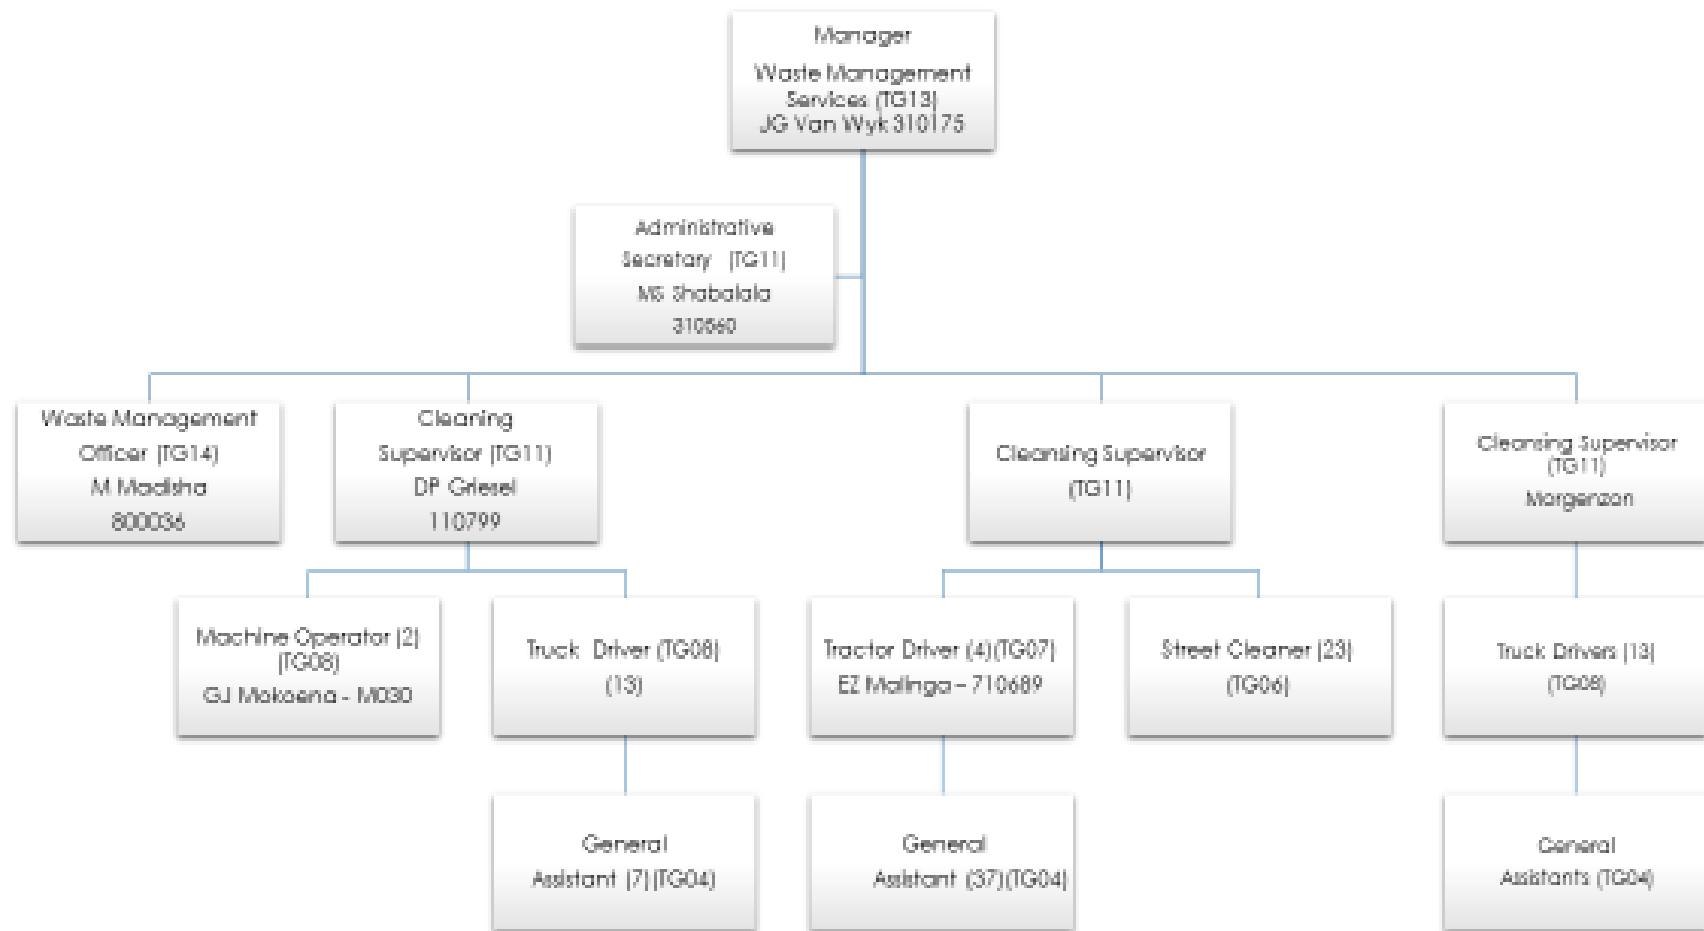 Manager
Waste Management
Services (TG13)
JG Van Wyk 310175
Administrative
Secretary (TG11)
MS Shabalala
310560
Waste Management
Officer (TG14)
M Madisha
800036
Cleaning
Supervisor (TG11)
DP Griesel
110799
Cleansing Supervisor
(TG11)
Cleansing Supervisor
(TG11)
Morgenzon
Machine Operator (2)
(TG08)
GJ Mokoena - M030
Truck Driver (TG08)
(13)
Tractor Driver (4)(TG07)
EZ Malinga – 710689
Street Cleaner (23)
(TG06)
Truck Drivers (13)
(TG08)
General
Assistant (7)(TG04)
General
Assistant (37)(TG04)
General
Assistants (TG04)